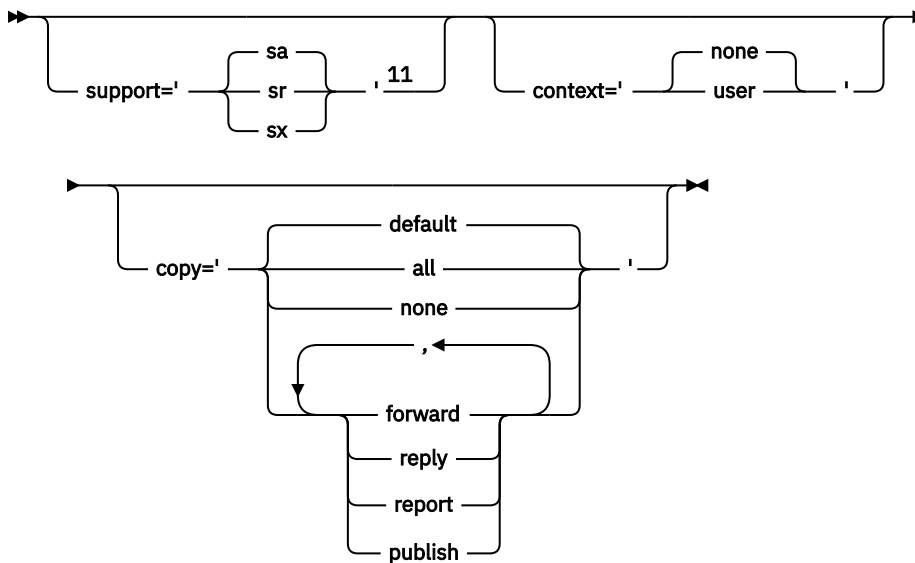 sa none
support=' sr ' 11 context=' user '
sx
default
copy=' all '
none
,
forward
reply
report
publish